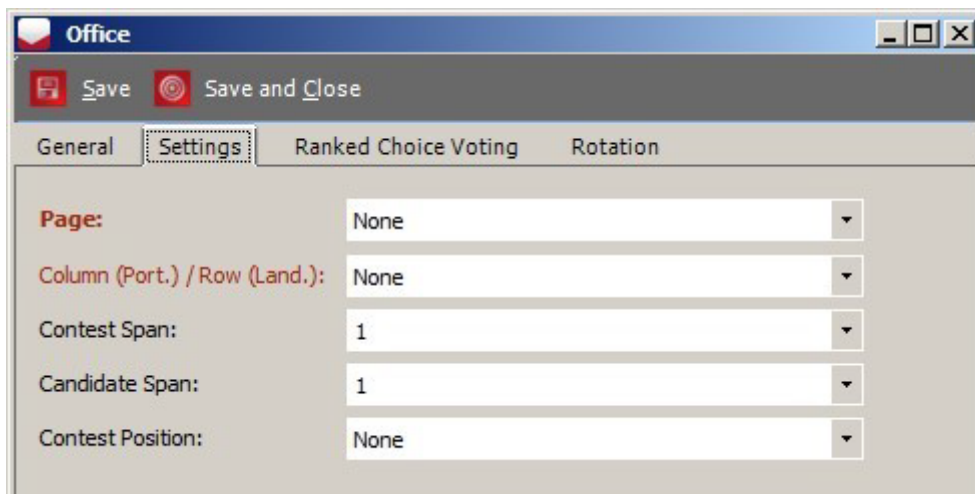 Office
Save Save and Close
General Settings Ranked Choice Voting Rotation
Page: None
Column (Port.) / Row (Land.): None
Contest Span: 1
Candidate Span: 1
Contest Position: None